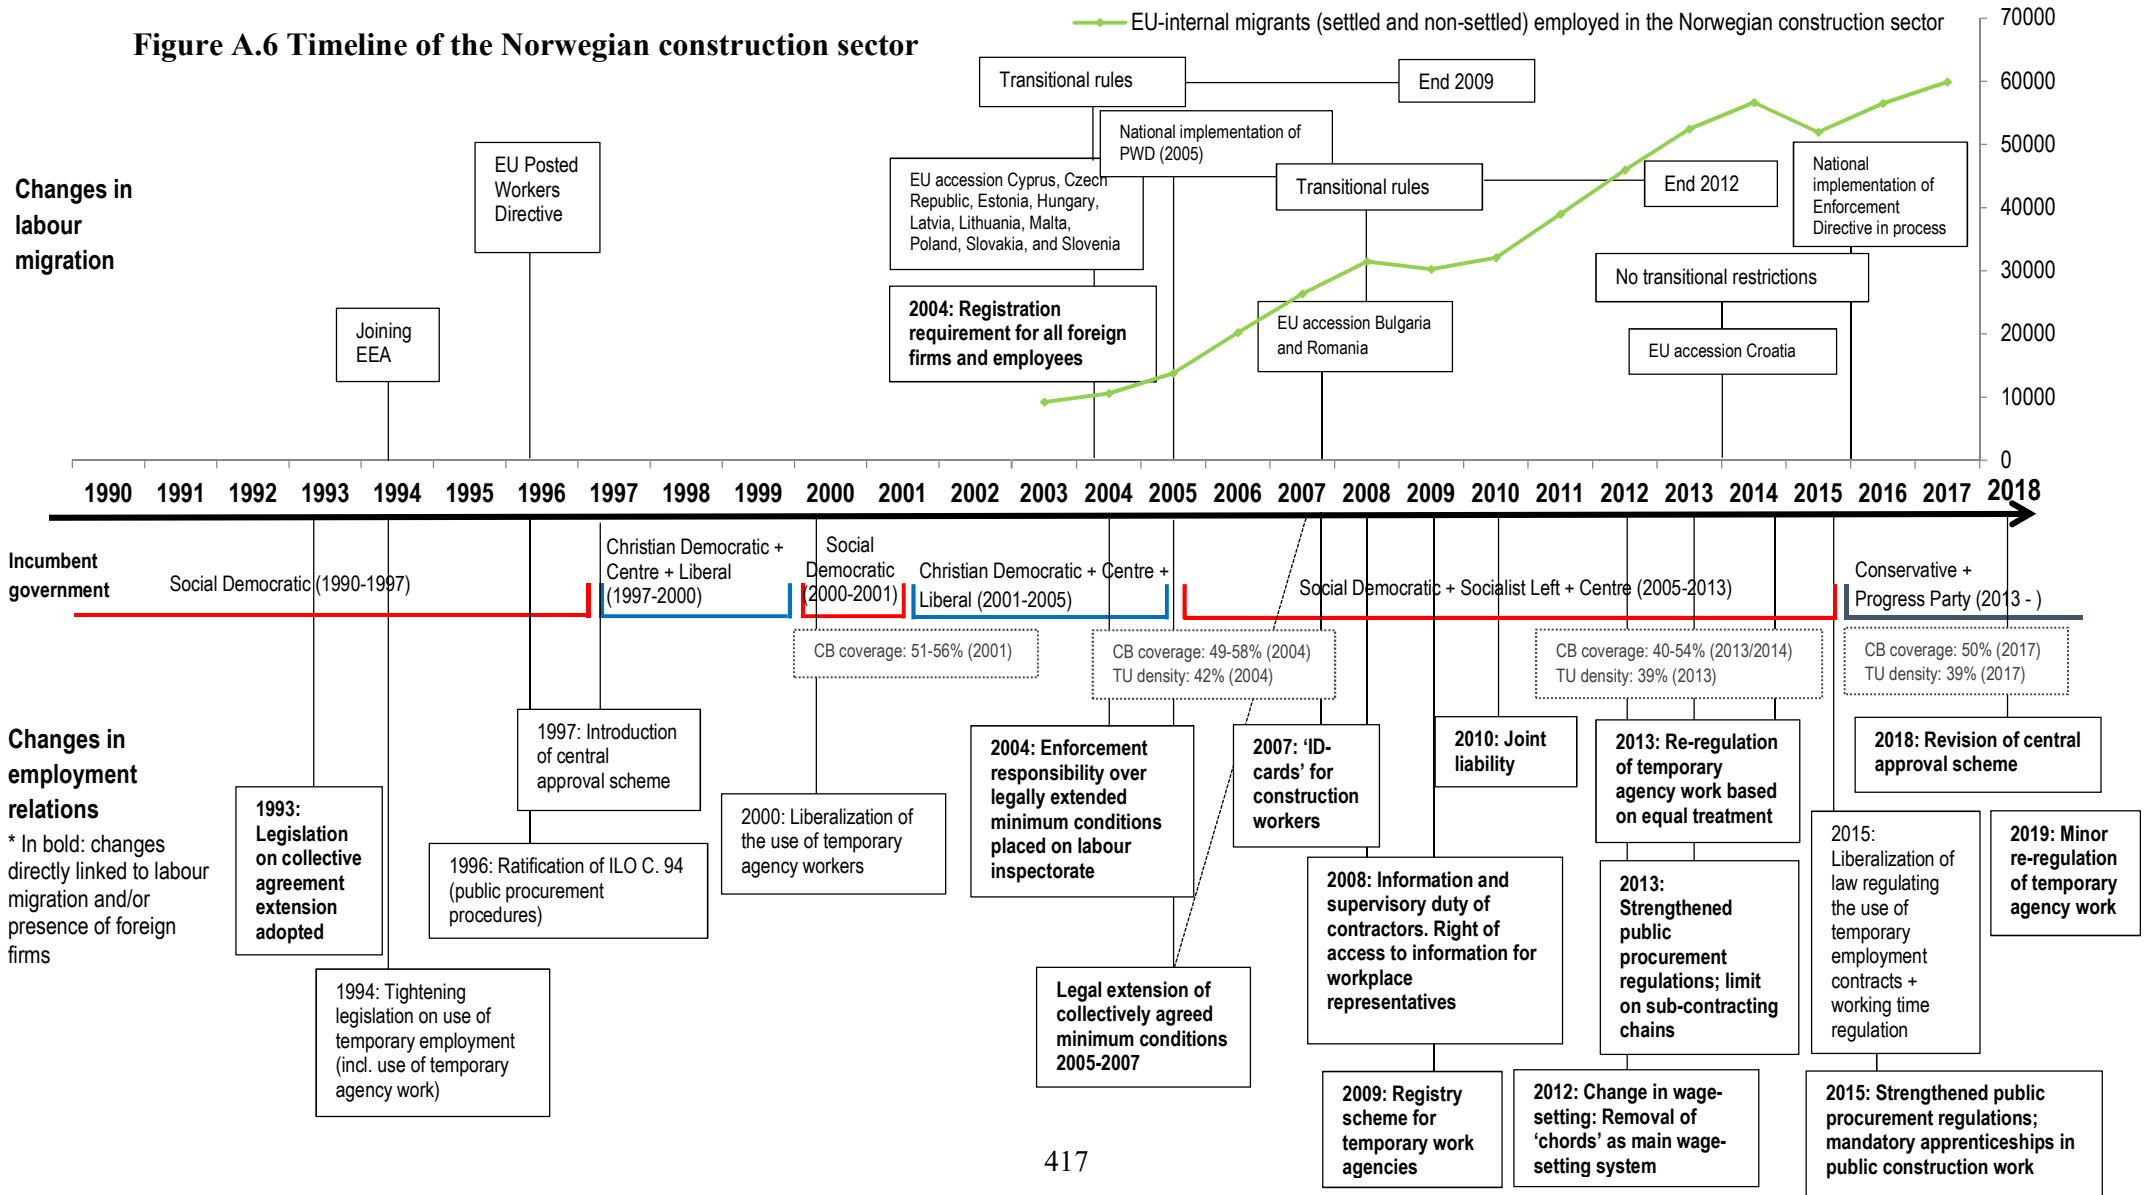 Figure A.6 Timeline of the Norwegian construction sector
EU-internal migrants (settled and non-settled) employed in the Norwegian construction sector
70000
60000
50000
40000
30000
20000
10000
0
Changes in
labour
migration
Joining
EEA
EU Posted
Workers
Directive
Transitional rules
End 2009
National implementation of
PWD (2005)
EU accession Cyprus, Czech
Republic, Estonia, Hungary,
Latvia, Lithuania, Malta,
Poland, Slovakia, and Slovenia
2004: Registration
requirement for all foreign
firms and employees
Transitional rules
End 2012
EU accession Bulgaria
and Romania
No transitional restrictions
EU accession Croatia
National
implementation of
Enforcement
Directive in process
1990 1991 1992 1993 1994 1995 1996 1997 1998 1999 2000 2001 2002 2003 2004 2005 2006 2007 2008 2009 2010 2011 2012 2013 2014 2015 2016 2017 2018
Incumbent
government
Social Democratic (1990-1997)
Christian Democratic +
Centre + Liberal
(1997-2000)
Social
Democratic
(2000-2001)
Christian Democratic + Centre +
Liberal (2001-2005)
Social Democratic + Socialist Left + Centre (2005-2013)
Conservative +
Progress Party (2013 - )
CB coverage: 51-56% (2001)
CB coverage: 49-58% (2004)
TU density: 42% (2004)
CB coverage: 40-54% (2013/2014)
TU density: 39% (2013)
CB coverage: 50% (2017)
TU density: 39% (2017)
Changes in
employment
relations
* In bold: changes
directly linked to labour
migration and/or
presence of foreign
firms
1993:
Legislation
on collective
agreement
extension
adopted
1994: Tightening
legislation on use of
temporary employment
(incl. use of temporary
agency work)
1997: Introduction
of central
approval scheme
1996: Ratification of ILO C. 94
(public procurement
procedures)
2000: Liberalization of
the use of temporary
agency workers
2004: Enforcement
responsibility over
legally extended
minimum conditions
placed on labour
inspectorate
Legal extension of
collectively agreed
minimum conditions
2005-2007
2007: ‘ID-
cards’ for
construction
workers
2008: Information and
supervisory duty of
contractors. Right of
access to information for
workplace
representatives
2009: Registry
scheme for
temporary work
agencies
2010: Joint
liability
2013: Re-regulation
of temporary
agency work based
on equal treatment
2013:
Strengthened
public
procurement
regulations; limit
on sub-contracting
chains
2012: Change in wage-
setting: Removal of
‘chords’ as main wage-
setting system
2018: Revision of central
approval scheme
2015:
Liberalization of
law regulating
the use of
temporary
employment
contracts +
working time
regulation
2019: Minor
re-regulation
of temporary
agency work
2015: Strengthened public
procurement regulations;
mandatory apprenticeships in
public construction work
417